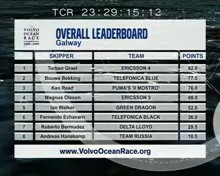 TCR 23:29:15:12
VOLVO
OCEAN
RACE
OVERALL LEADERBOARD
Galway
SKIPPER TEAM POINTS
1 Torben Grael ERICSSON 4 92.0
2 Bouwe Bekking TELEFONICA BLUE 77.5
3 Ken Read PUMA'S 'il MOSTRO' 76.0
4 Magnus Olsson ERICSSON 3 60.0
5 Ian Walker GREEN DRAGON 52.5
6 Fernando Echavarri TELEFONICA BLACK 36.0
7 Roberto Bermudez DELTA LLOYD 29.5
8 Andreas Hanakamp TEAM RUSSIA 10.5
www.VolvoOceanRace.org